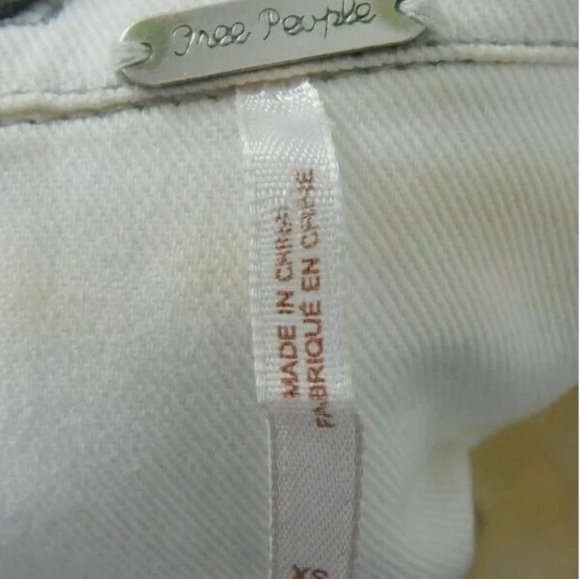 Free People
MADE IN CHINA
FABRIQUÉ EN CHINE
XS